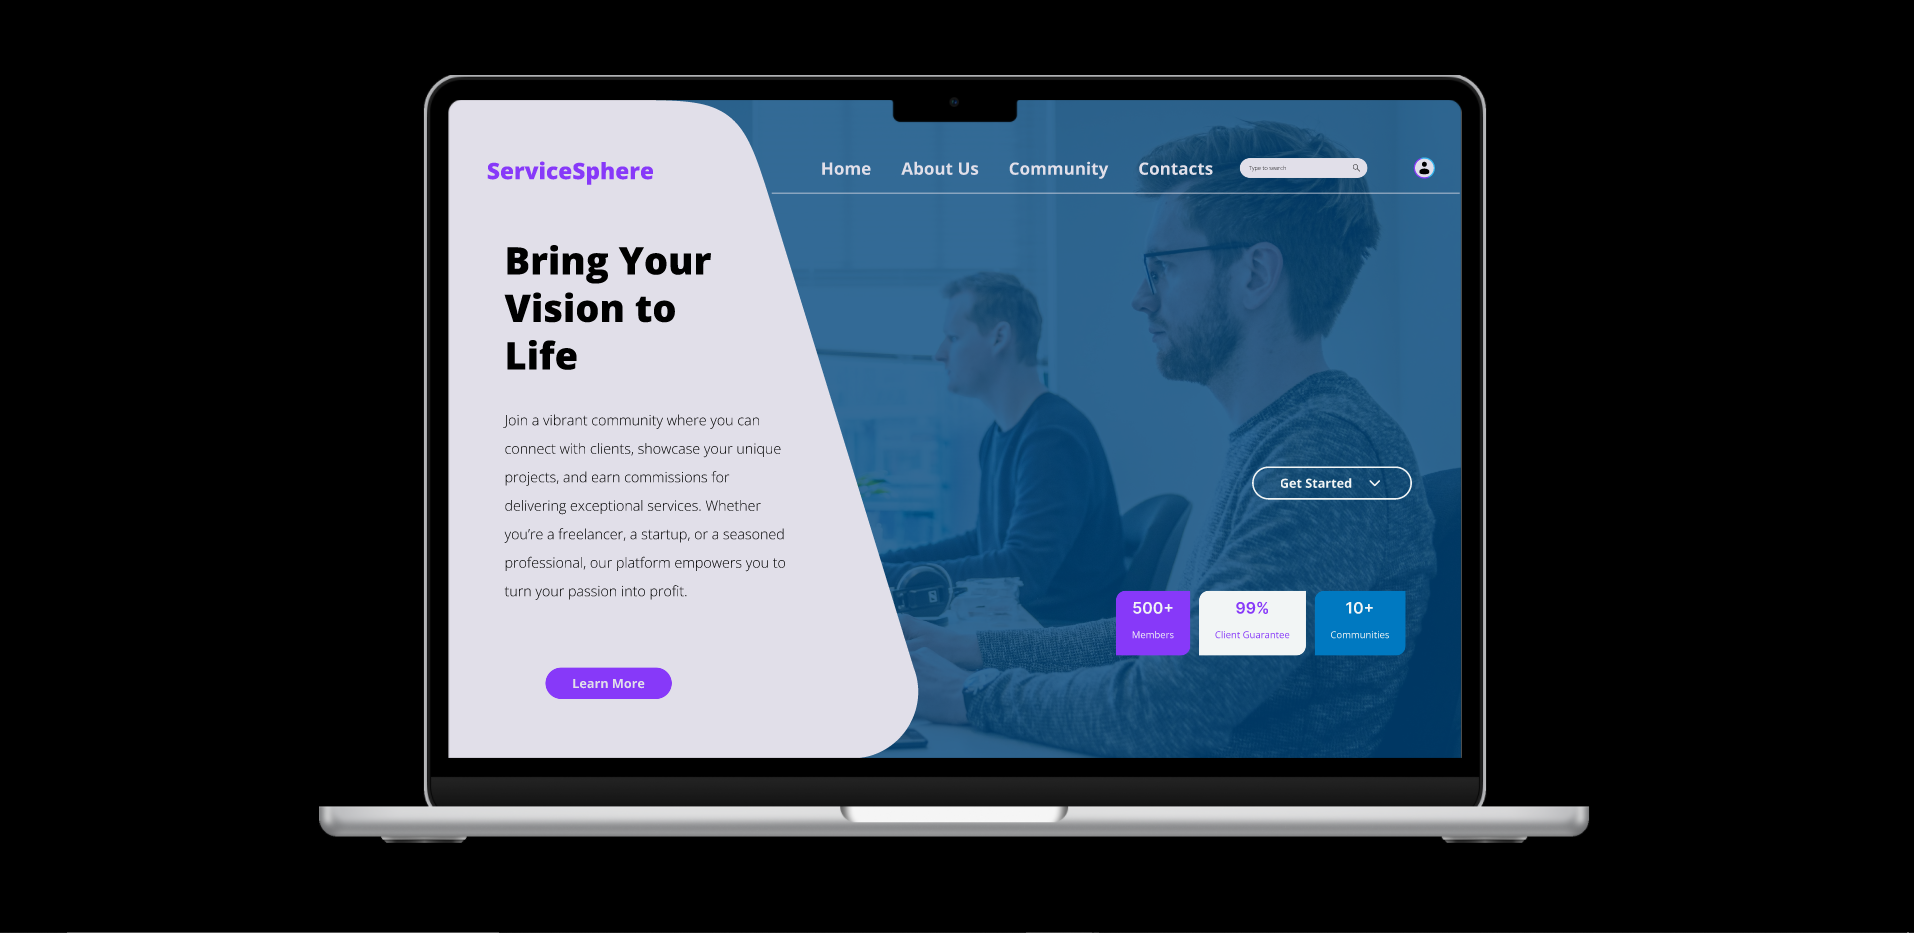 ServiceSphere
Home
About Us
Community
Contacts
Type to search
Bring Your
Vision to
Life
Join a vibrant community where you can
connect with clients, showcase your unique
projects, and earn commissions for
delivering exceptional services. Whether
you're a freelancer, a startup, or a seasoned
professional, our platform empowers you to
turn your passion into profit.
Learn More
Get Started
500+
Members
99%
Client Guarantee
10+
Communities